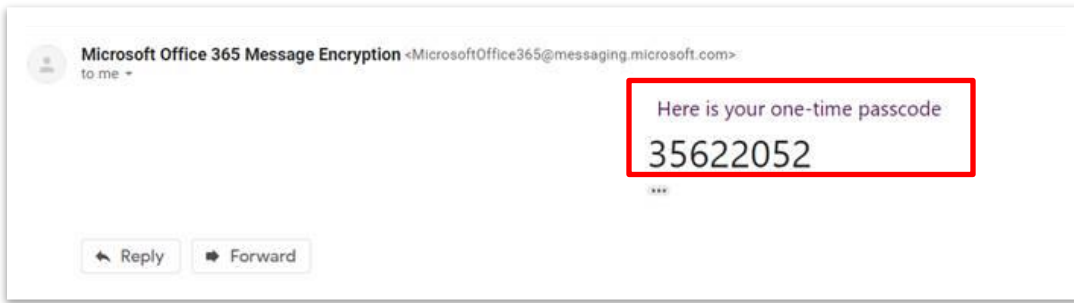 Microsoft Office 365 Message Encryption <MicrosoftOffice365@messaging.microsoft.com>
to me
Here is your one-time passcode
35622052
...
Reply Forward